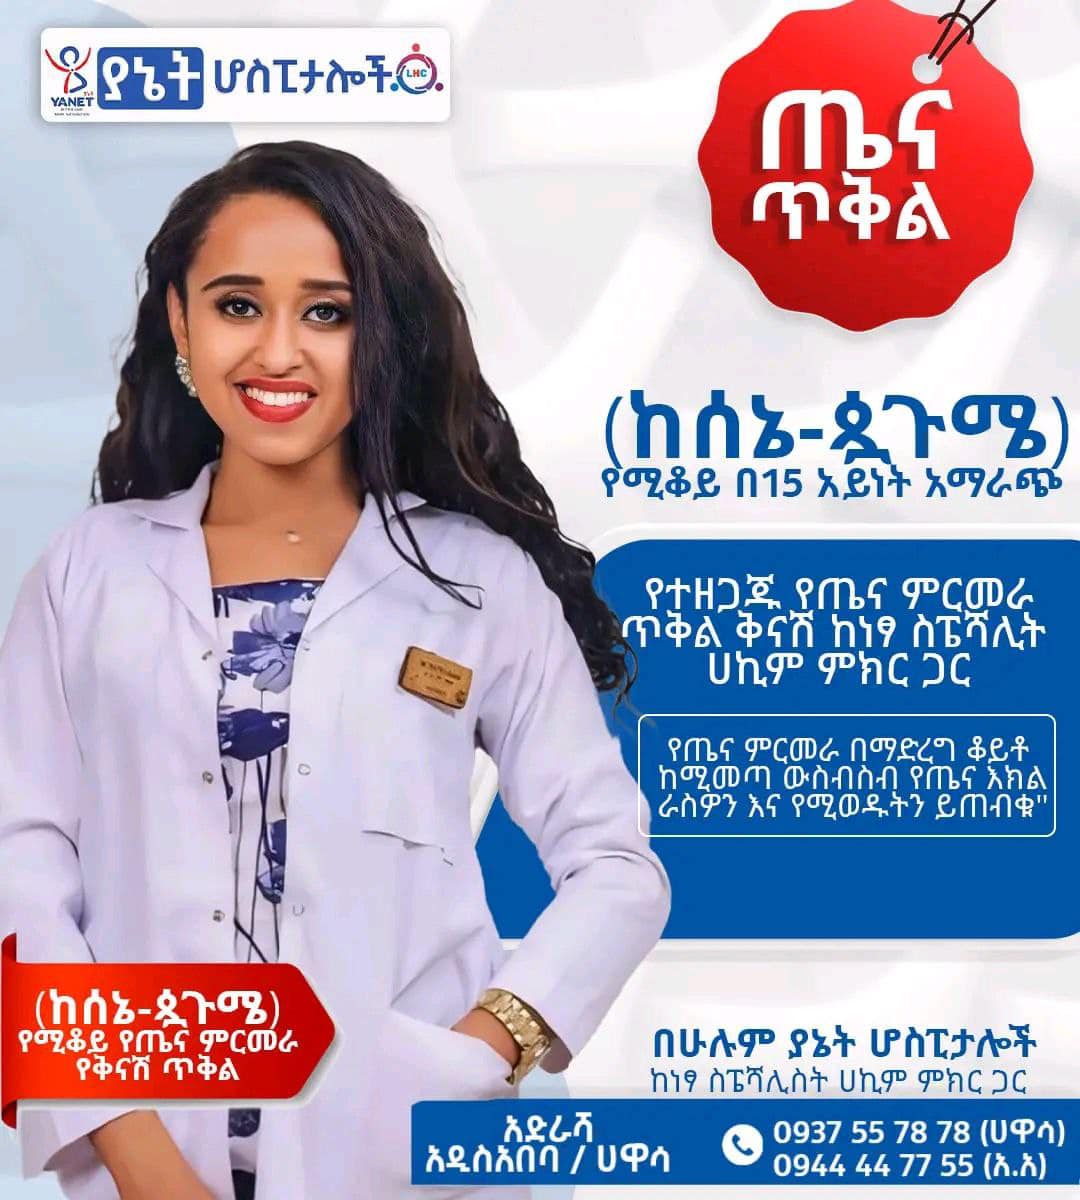 YANET
ያኔት ሆስፒታሎች
LHC
ጤና
ጥቅል
(ከሰኔ-ጷጉሜ)
የሚቆይ በ15 አይነት አማራጭ
የተዘጋጁ የጤና ምርመራ
ጥቅል ቅናሽ ከነፃ ስፔሻሊት
ሀኪም ምክር ጋር
የጤና ምርመራ በማድረግ ቆይቶ
ከሚመጣ ውስብስብ የጤና እክል
ራስዎን እና የሚወዱትን ይጠብቁ"
(ከሰኔ-ጷጉሜ)
የሚቆይ የጤና ምርመራ
የቅናሽ ጥቅል
በሁሉም ያኔት ሆስፒታሎች
ከነፃ ስፔሻሊስት ሀኪም ምክር ጋር
አድራሻ
አዲስአበባ / ሀዋሳ
0937 55 78 78 (ሀዋሳ)
0944 44 77 55 (አ.አ)